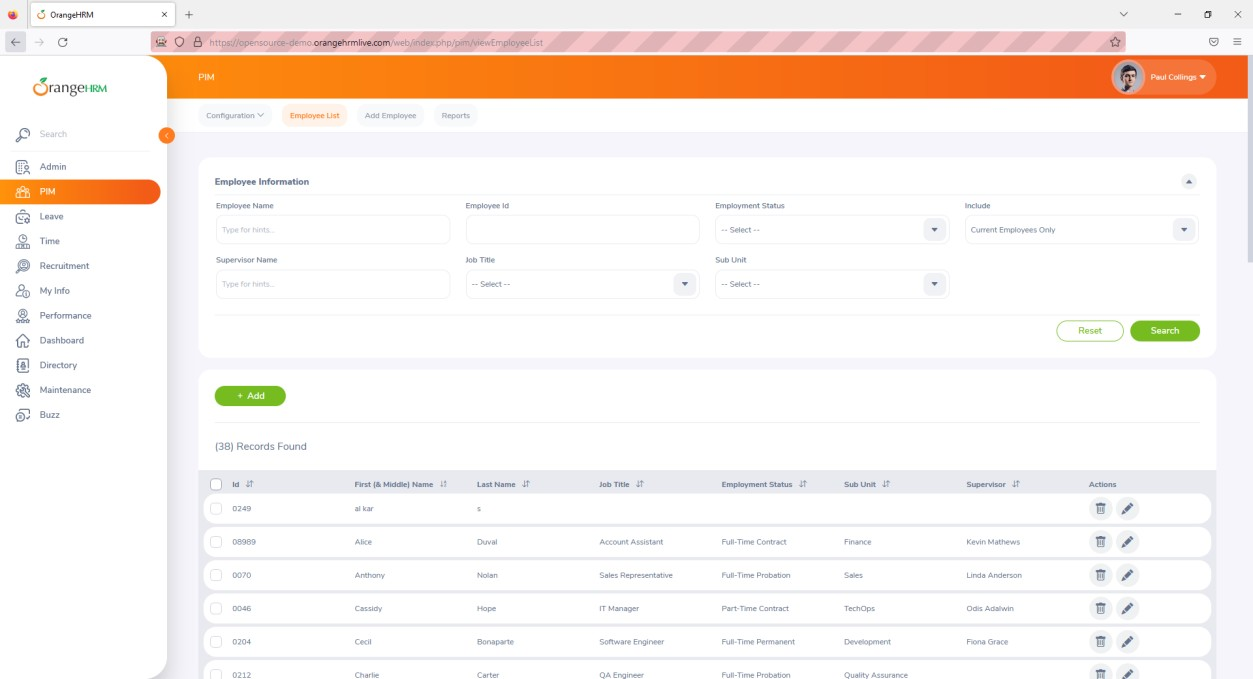 OrangeHRM
https://opensource-demo.orangehrmlive.com/web/index.php/pim/viewEmployeeList
OrangeHRM
PIM
Paul Collings
Configuration
Employee List
Add Employee
Reports
Search
Admin
PIM
Leave
Time
Recruitment
My Info
Performance
Dashboard
Directory
Maintenance
Buzz
Employee Information
Employee Name Employee Id Employment Status Include
Type for hints... -- Select -- Current Employees Only
Supervisor Name Job Title Sub Unit
Type for hints... -- Select -- -- Select --
Reset Search
+ Add
(38) Records Found
Id First (& Middle) Name Last Name Job Title Employment Status Sub Unit Supervisor Actions
0249 al kar s
08989 Alice Duval Account Assistant Full-Time Contract Finance Kevin Mathews
0070 Anthony Nolan Sales Representative Full-Time Probation Sales Linda Anderson
0046 Cassidy Hope IT Manager Part-Time Contract TechOps Odis Adalwin
0204 Cecil Bonaparte Software Engineer Full-Time Permanent Development Fiona Grace
0212 Charlie Carter QA Engineer Full-Time Probation Quality Assurance